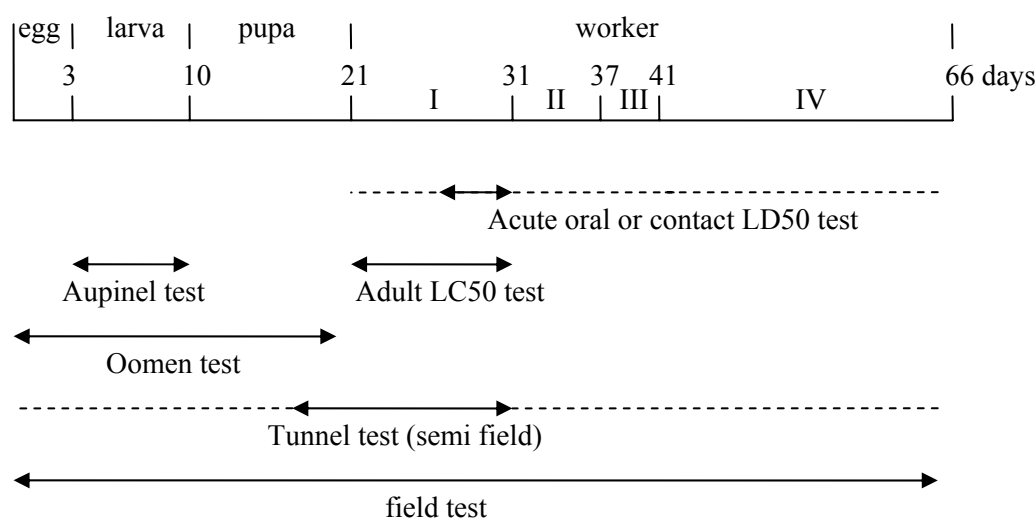 egg larva pupa worker
3 10 21 31 37 41 66 days
I II III IV
Acute oral or contact LD50 test
Aupinel test Adult LC50 test
Oomen test
Tunnel test (semi field)
field test